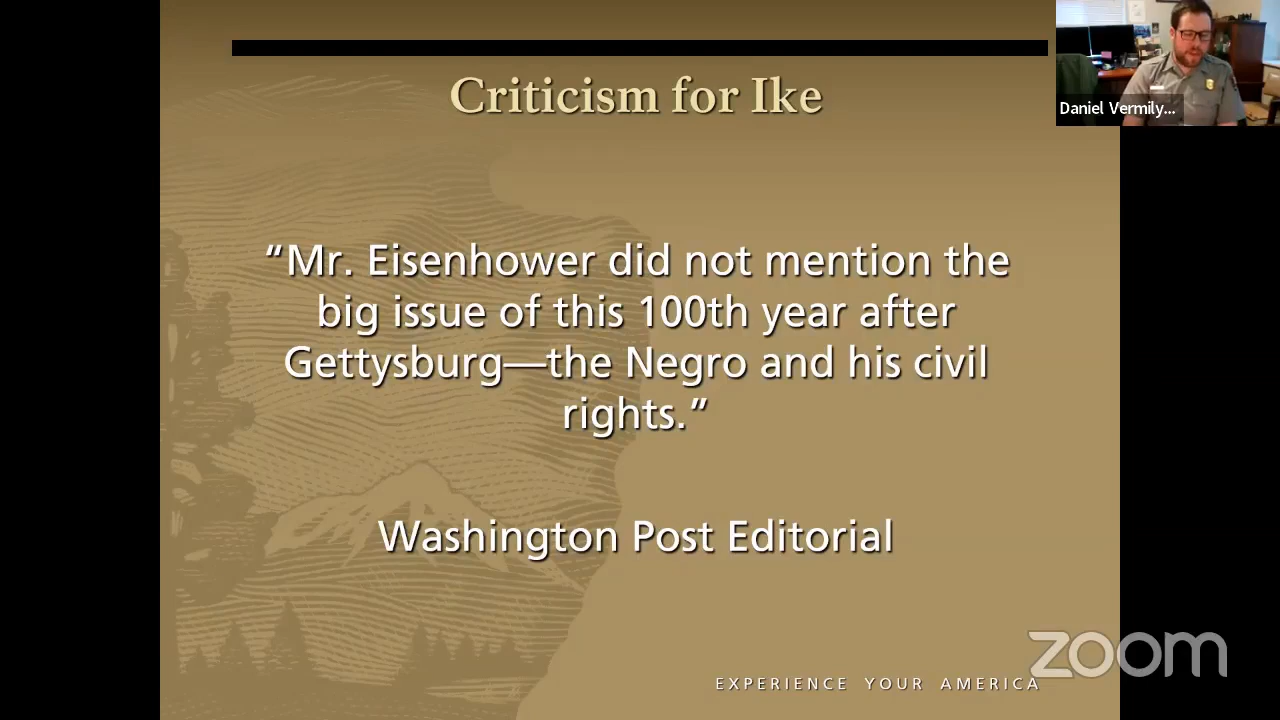 Criticism for Ike
Daniel Vermily...
“Mr. Eisenhower did not mention the
big issue of this 100th year after
Gettysburg—the Negro and his civil
rights.”
Washington Post Editorial
zoom
EXPERIENCE YOUR AMERICA